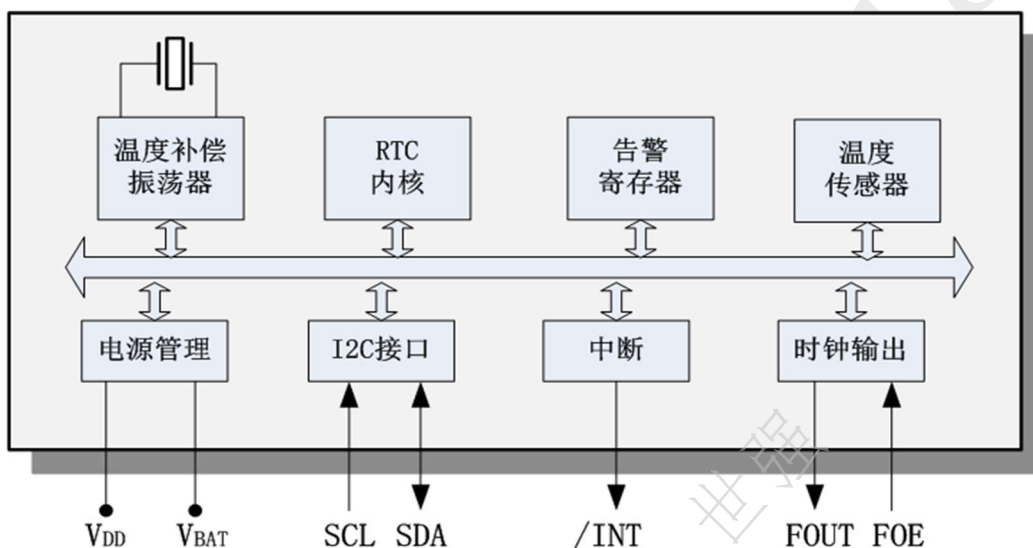 温度补偿
振荡器
RTC
内核
告警
寄存器
温度
传感器
电源管理
I2C接口
中断
时钟输出
世强
VDD
VBAT
SCL
SDA
/INT
FOUT
FOE